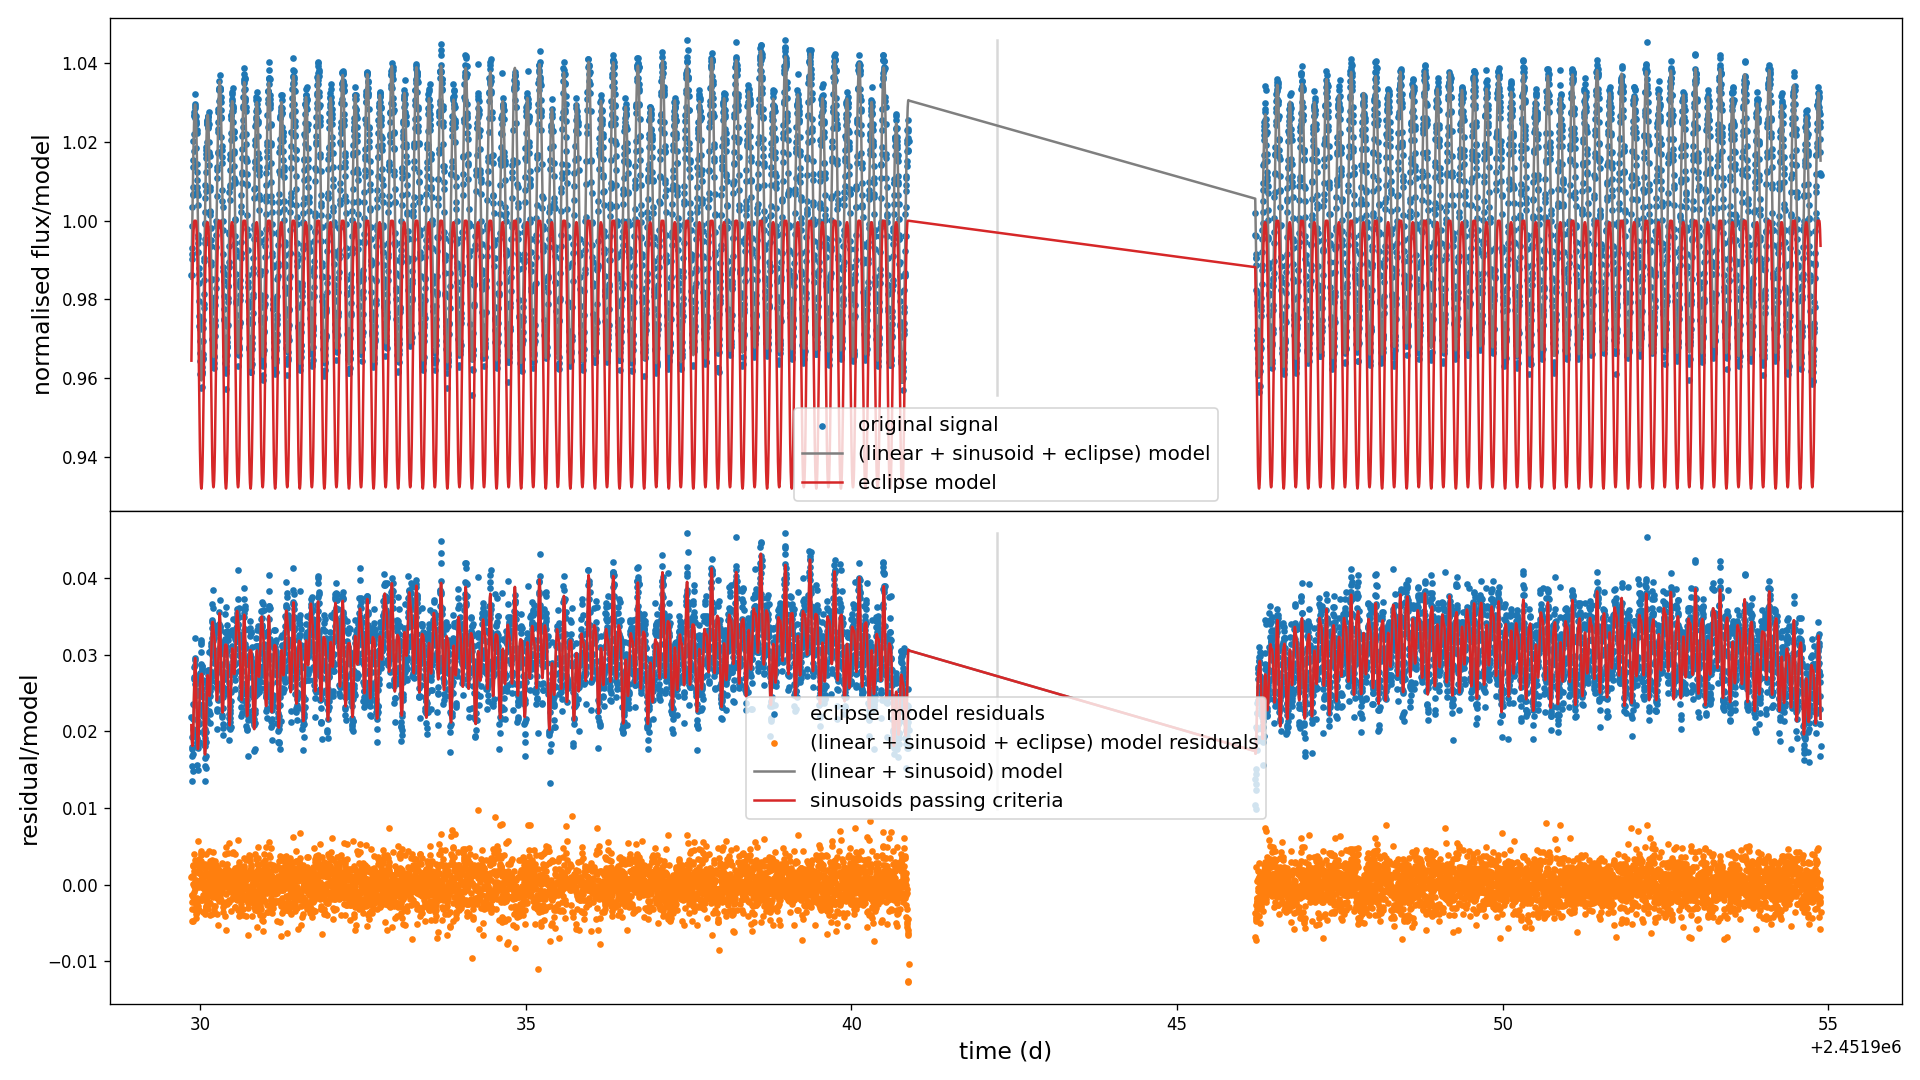 normalised flux/model
1.04
1.02
1.00
0.98
0.96
0.94
original signal
(linear + sinusoid + eclipse) model
eclipse model
residual/model
0.04
0.03
0.02
0.01
0.00
−0.01
eclipse model residuals
(linear + sinusoid + eclipse) model residuals
(linear + sinusoid) model
sinusoids passing criteria
30 35 40 45 50 55
time (d)
+2.4519e6